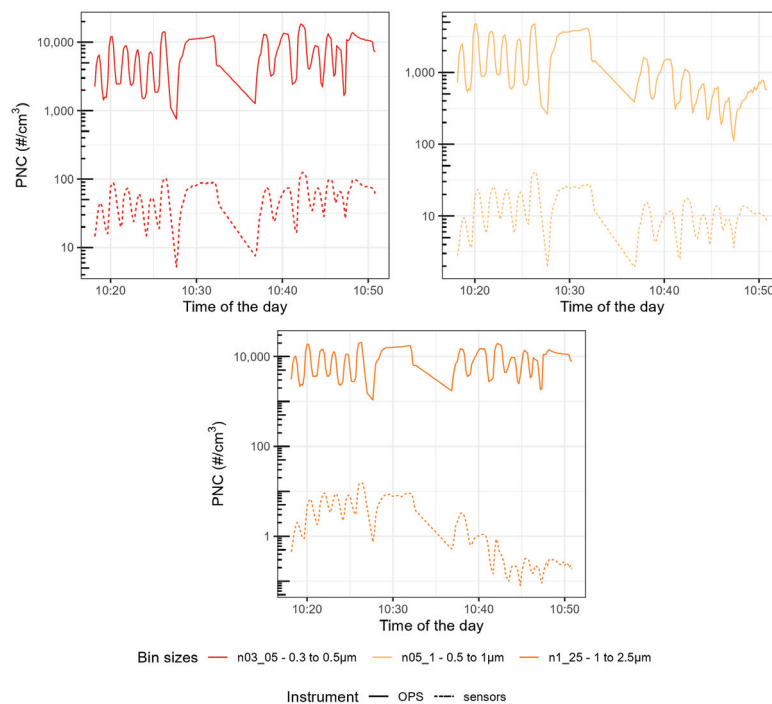 10,000
1,000
100
10
PNC (#/cm³)
10:20 10:30 10:40 10:50
Time of the day
1,000
100
10
10:20 10:30 10:40 10:50
Time of the day
10,000
100
1
PNC (#/cm³)
10:20 10:30 10:40 10:50
Time of the day
Bin sizes n03_05 - 0.3 to 0.5μm n05_1 - 0.5 to 1μm n1_25 - 1 to 2.5μm
Instrument OPS sensors